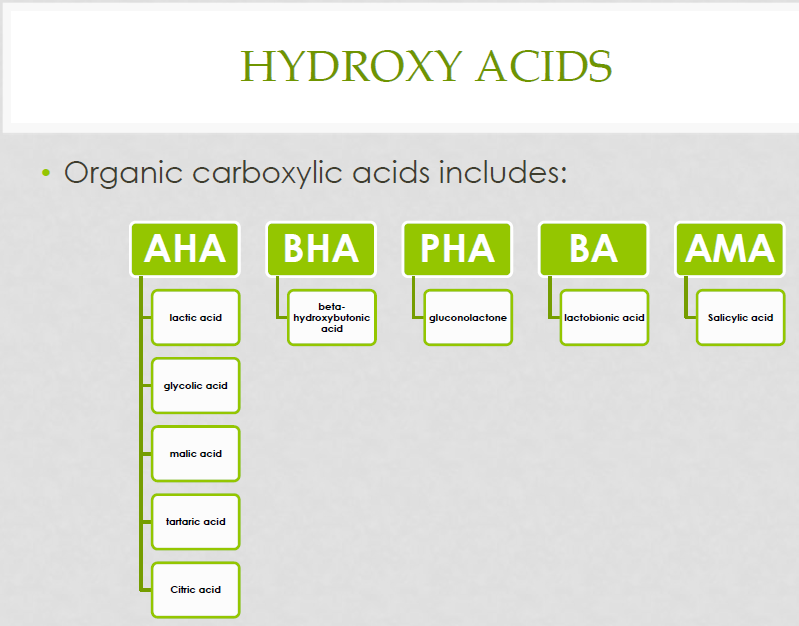 HYDROXY ACIDS
• Organic carboxylic acids includes:
AHA
lactic acid
glycolic acid
malic acid
tartaric acid
Citric acid
BHA
beta-
hydroxybutonic
acid
PHA
gluconolactone
BA
lactobionic acid
AMA
Salicylic acid